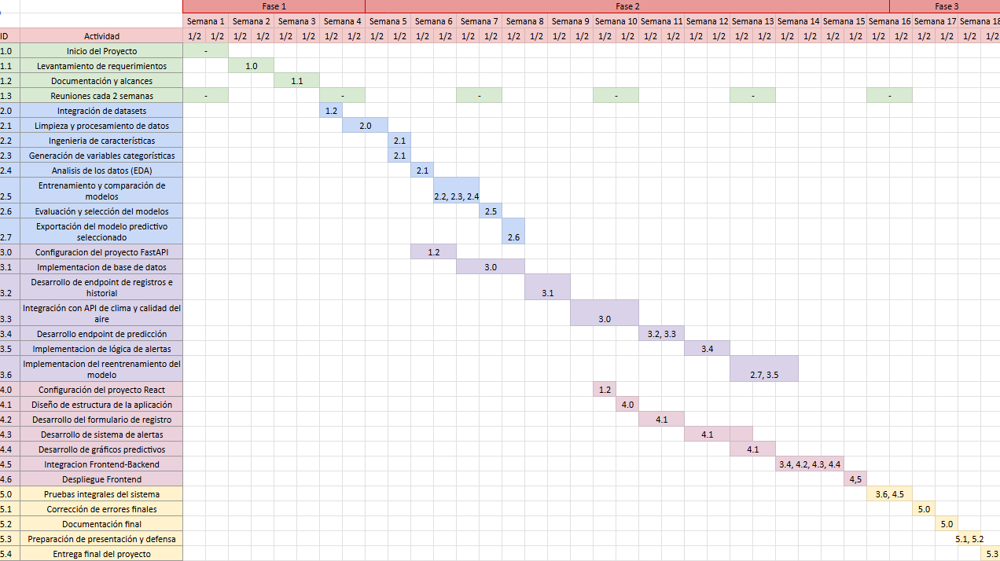 Fase 1 Fase 2 Fase 3
Semana 1 Semana 2 Semana 3 Semana 4 Semana 5 Semana 6 Semana 7 Semana 8 Semana 9 Semana 10 Semana 11 Semana 12 Semana 13 Semana 14 Semana 15 Semana 16 Semana 17 Semana 18
ID Actividad 1/2 1/2 1/2 1/2 1/2 1/2 1/2 1/2 1/2 1/2 1/2 1/2 1/2 1/2 1/2 1/2 1/2 1/2 1/2 1/2 1/2 1/2 1/2 1/2 1/2 1/2 1/2 1/2 1/2 1/2 1/2 1/2 1/2 1/2 1/2 1/2
1.0 Inicio del Proyecto -
1.1 Levantamiento de requerimientos 1.0
1.2 Documentación y alcances 1.1
1.3 Reuniones cada 2 semanas - - - - - -
2.0 Integración de datasets 1.2
2.1 Limpieza y procesamiento de datos 2.0
2.2 Ingenieria de características 2.1
2.3 Generación de variables categorísticas 2.1
2.4 Analisis de los datos (EDA) 2.1
Entrenamiento y comparación de
2.5 modelos 2.2, 2.3, 2.4
2.6 Evaluación y selección del modelos 2.5
Exportación del modelo predictivo
2.7 seleccionado 2.6
3.0 Configuracion del proyecto FastAPI 1.2
3.1 Implementacion de base de datos 3.0
Desarrollo de endpoint de registros e
3.2 historial 3.1
Integración con API de clima y calidad del
3.3 aire 3.0
3.4 Desarrollo endpoint de predicción 3.2, 3.3
3.5 Implementacion de lógica de alertas 3.4
Implementacion del reentrenamiento del
3.6 modelo 2.7, 3.5
4.0 Configuración del proyecto React 1.2
4.1 Diseño de estructura de la aplicación 4.0
4.2 Desarrollo del formulario de registro 4.1
4.3 Desarrollo de sistema de alertas 4.1
4.4 Desarrollo de gráficos predictivos 4.1
4.5 Integracion Frontend-Backend 3.4, 4.2, 4.3, 4.4
4.6 Despliegue Frontend 4,5
5.0 Pruebas integrales del sistema 3.6, 4.5
5.1 Corrección de errores finales 5.0
5.2 Documentación final 5.0
5.3 Preparación de presentación y defensa 5.1, 5.2
5.4 Entrega final del proyecto 5.3